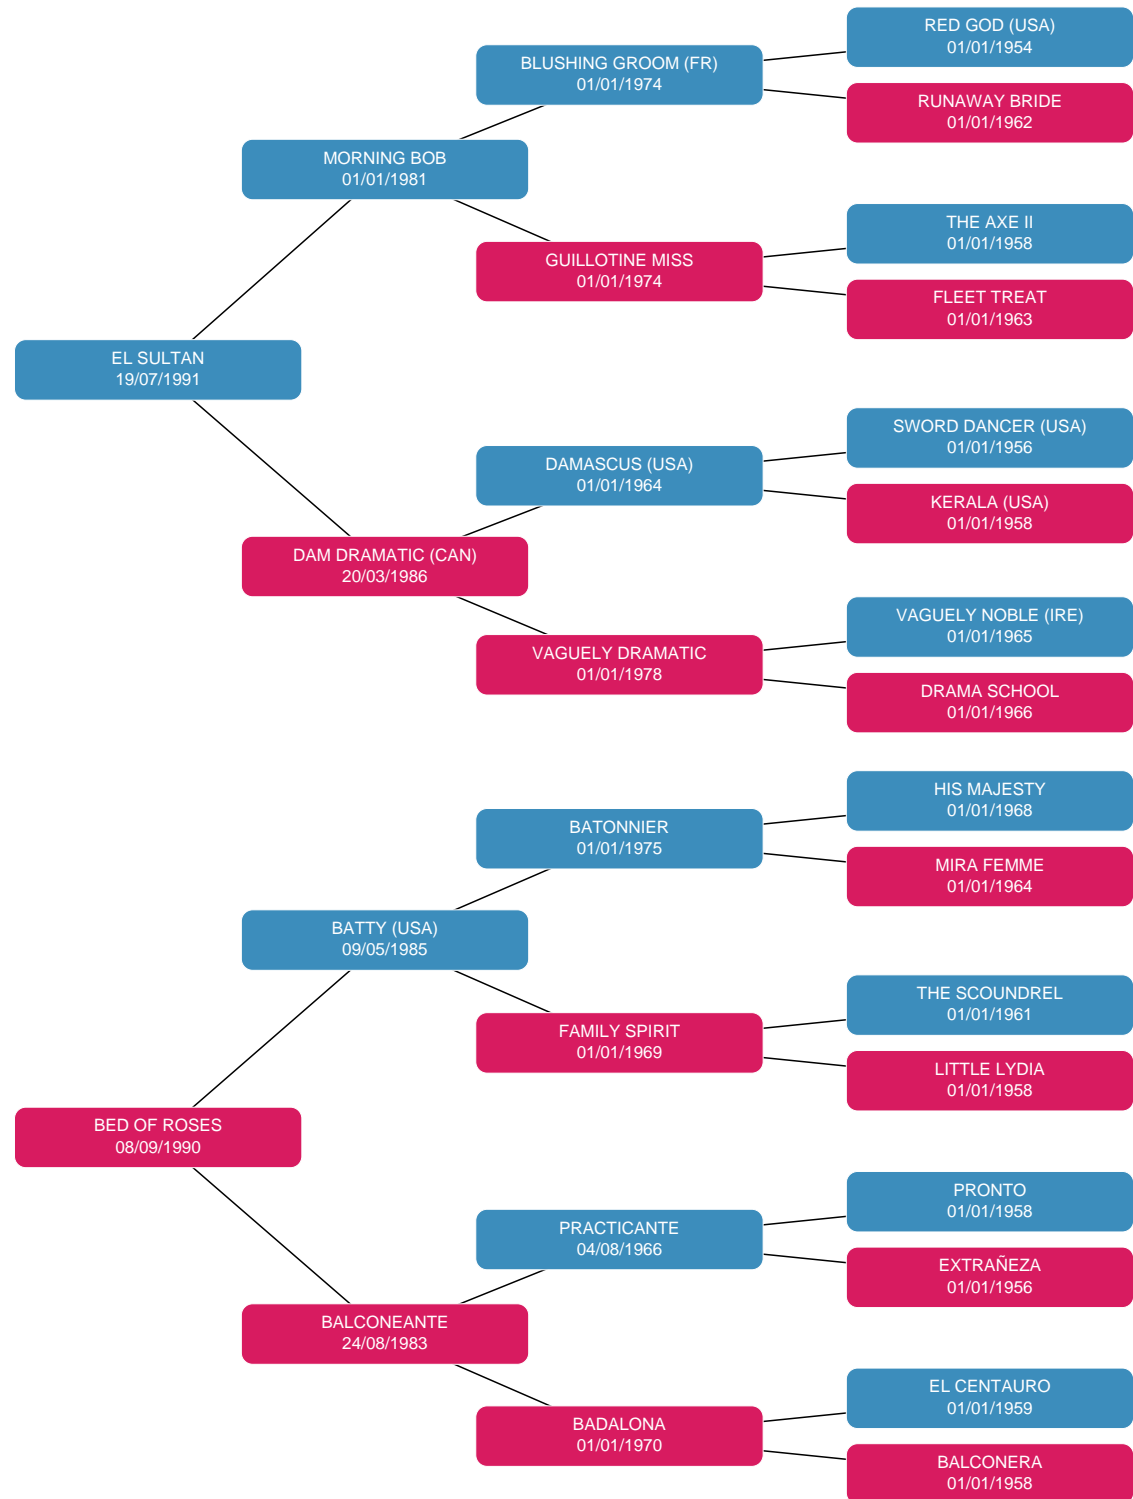 RED GOD (USA)
01/01/1954
BLUSHING GROOM (FR)
01/01/1974
RUNAWAY BRIDE
01/01/1962
MORNING BOB
01/01/1981
THE AXE II
01/01/1958
GUILLOTINE MISS
01/01/1974
FLEET TREAT
01/01/1963
EL SULTAN
19/07/1991
SWORD DANCER (USA)
01/01/1956
DAMASCUS (USA)
01/01/1964
KERALA (USA)
01/01/1958
DAM DRAMATIC (CAN)
20/03/1986
VAGUELY NOBLE (IRE)
01/01/1965
VAGUELY DRAMATIC
01/01/1978
DRAMA SCHOOL
01/01/1966
HIS MAJESTY
01/01/1968
BATONNIER
01/01/1975
MIRA FEMME
01/01/1964
BATTY (USA)
09/05/1985
THE SCOUNDREL
01/01/1961
FAMILY SPIRIT
01/01/1969
LITTLE LYDIA
01/01/1958
BED OF ROSES
08/09/1990
PRONTO
01/01/1958
PRACTICANTE
04/08/1966
EXTRAÑEZA
01/01/1956
BALCONEANTE
24/08/1983
EL CENTAURO
01/01/1959
BADALONA
01/01/1970
BALCONERA
01/01/1958